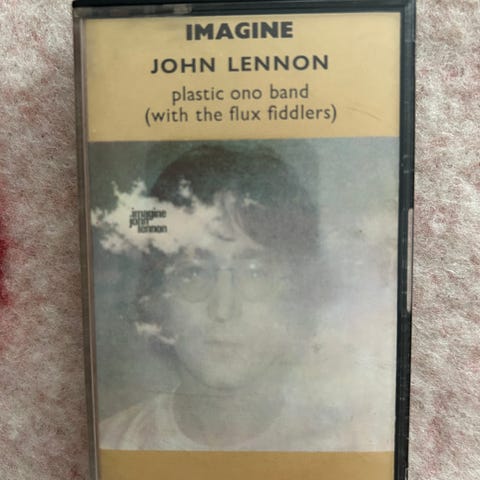 IMAGINE
JOHN LENNON
plastic ono band
(with the flux fiddlers)
imagine
john
lennon